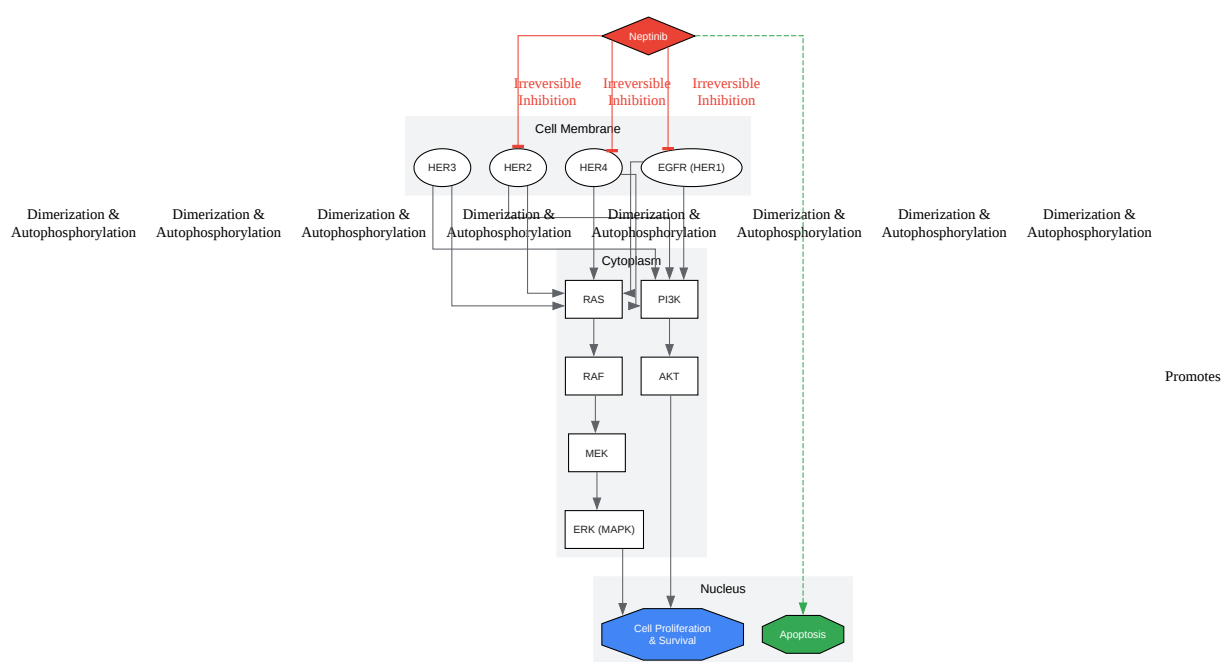 Neptinib
Irreversible
Inhibition
Irreversible
Inhibition
Irreversible
Inhibition
Cell Membrane
HER3
HER2
HER4
EGFR (HER1)
Dimerization &
Autophosphorylation
Dimerization &
Autophosphorylation
Dimerization &
Autophosphorylation
Dimerization &
Autophosphorylation
Dimerization &
Autophosphorylation
Dimerization &
Autophosphorylation
Dimerization &
Autophosphorylation
Dimerization &
Autophosphorylation
Cytoplasm
RAS
PI3K
RAF
AKT
Promotes
MEK
ERK (MAPK)
Nucleus
Cell Proliferation
& Survival
Apoptosis